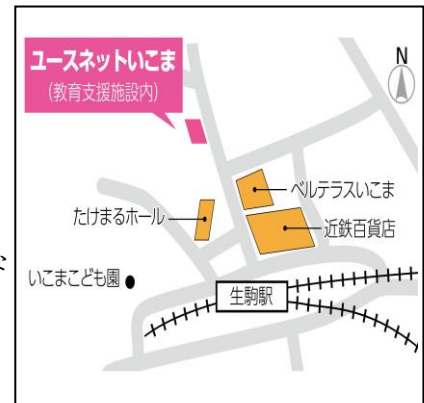 ユースネットいこま
(教育支援施設内)
N
ベルテラスいこま
たけまるホール
近鉄百貨店
いこまこども園
生駒駅